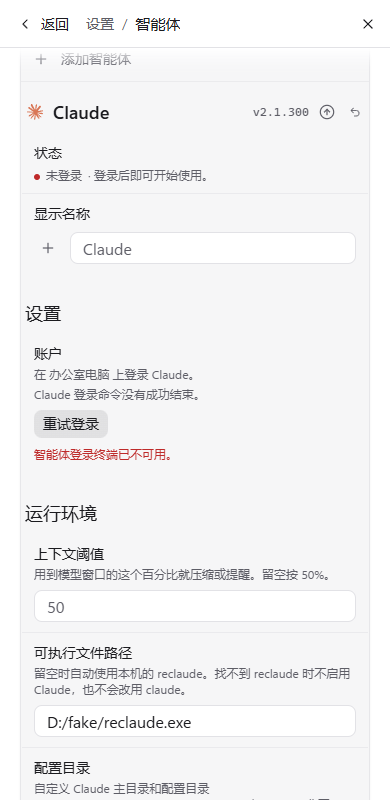 返回 设置 / 智能体
添加智能体
Claude v2.1.300
状态
未登录 · 登录后即可开始使用。
显示名称
Claude
设置
账户
在 办公室电脑 上登录 Claude。
Claude 登录命令没有成功结束。
重试登录
智能体登录终端已不可用。
运行环境
上下文阈值
用到模型窗口的这个百分比就压缩或提醒。留空按 50%。
50
可执行文件路径
留空时自动使用本机的 reclaude。找不到 reclaude 时不启用
Claude，也不会改用 claude。
D:/fake/reclaude.exe
配置目录
自定义 Claude 主目录和配置目录